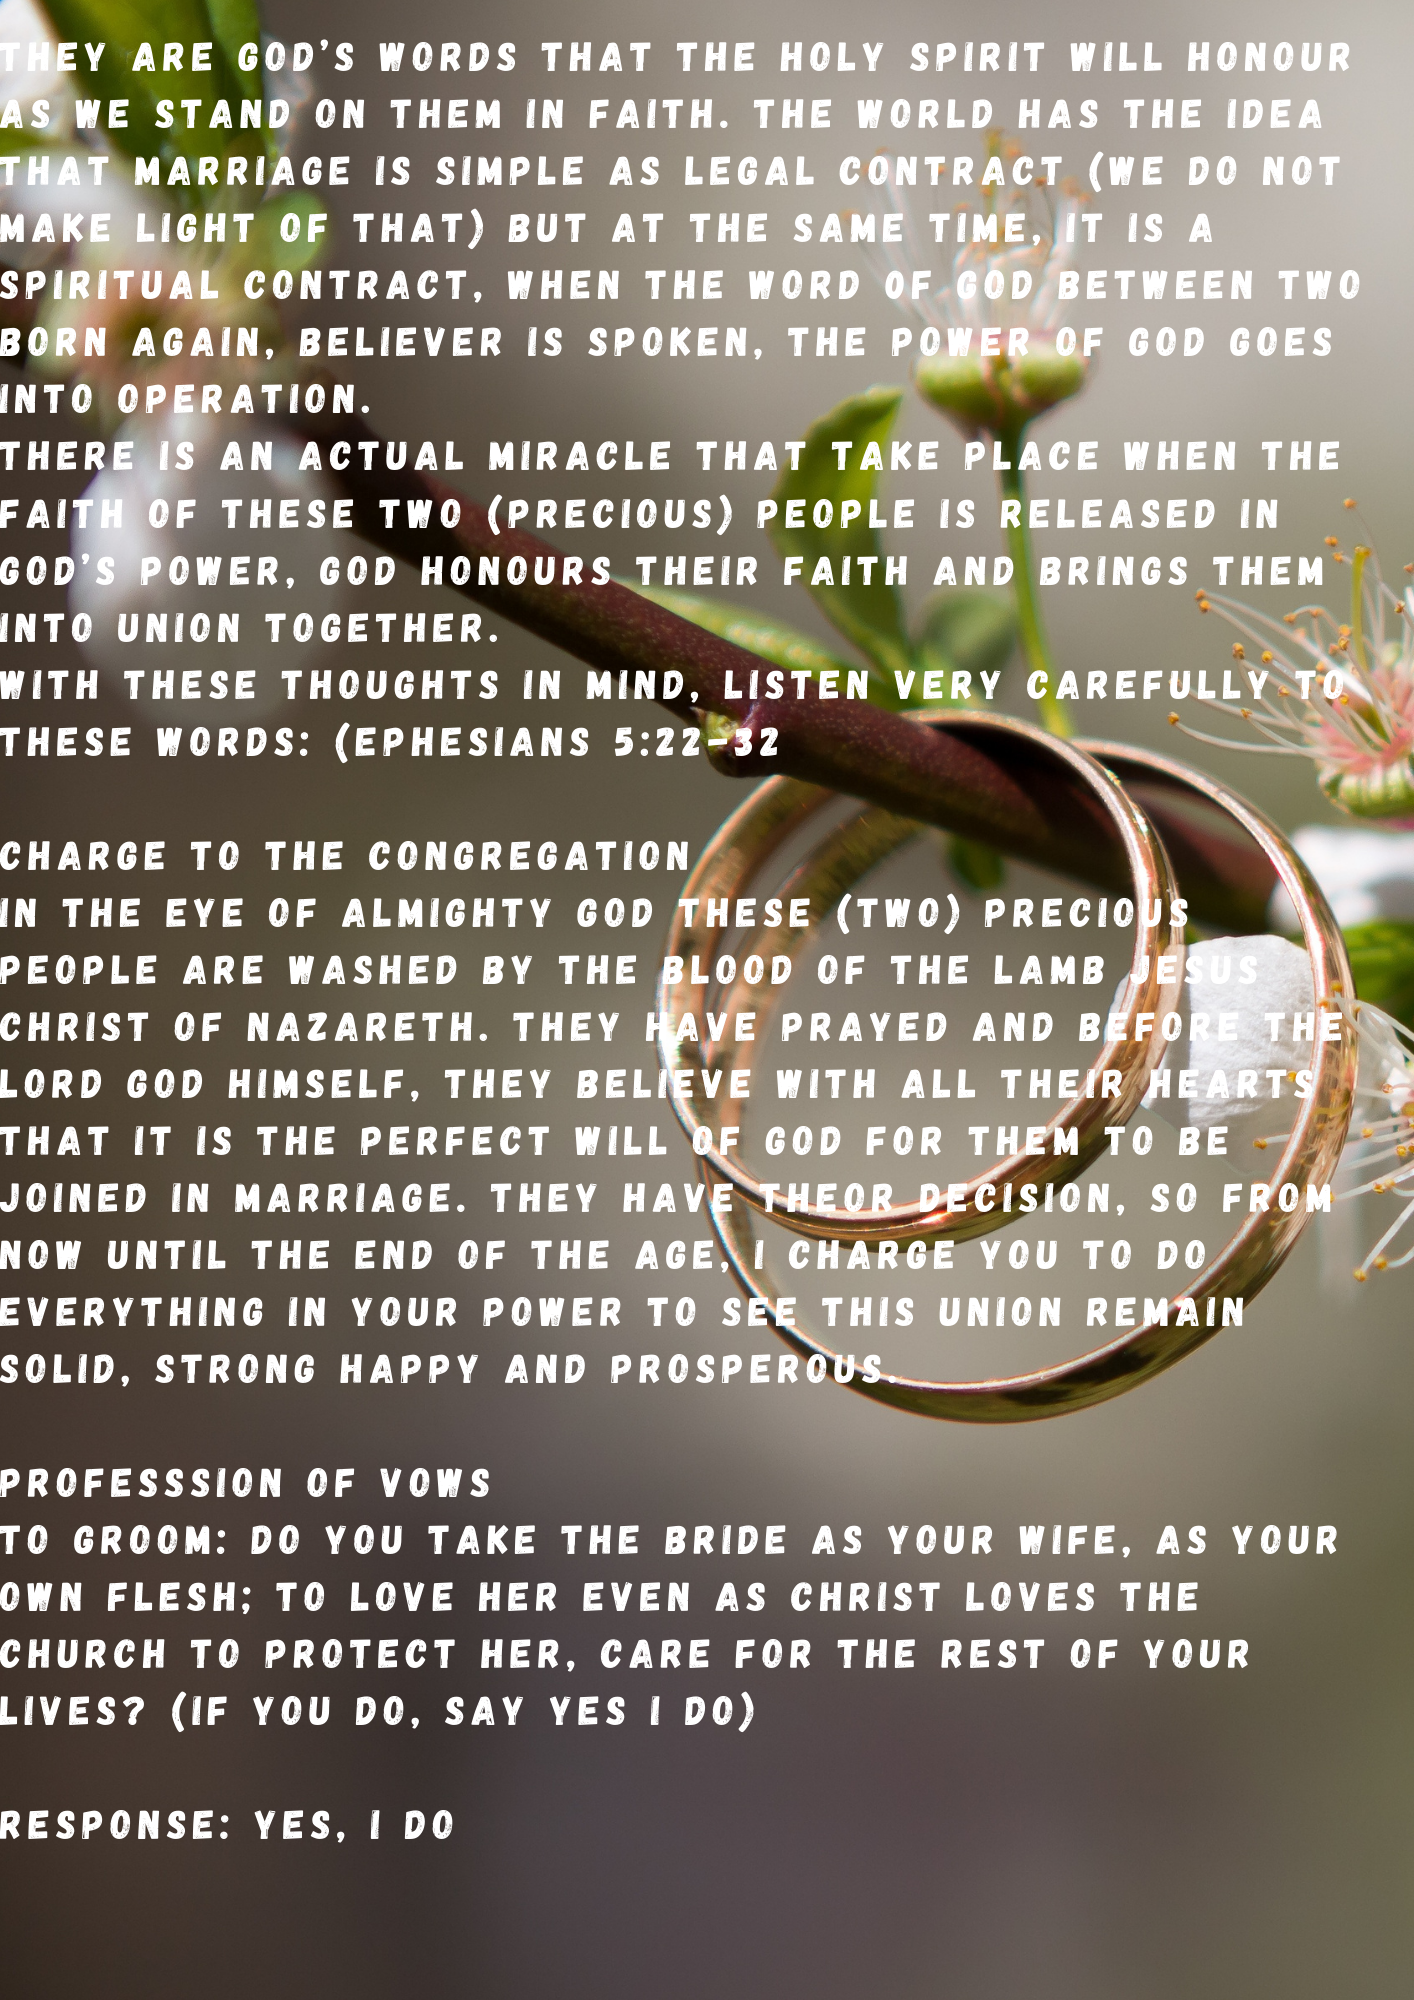 THEY ARE GOD'S WORDS THAT THE HOLY SPIRIT WILL HONOUR
AS WE STAND ON THEM IN FAITH. THE WORLD HAS THE IDEA
THAT MARRIAGE IS SIMPLE AS LEGAL CONTRACT (WE DO NOT
MAKE LIGHT OF THAT) BUT AT THE SAME TIME, IT IS A
SPIRITUAL CONTRACT, WHEN THE WORD OF GOD BETWEEN TWO
BORN AGAIN, BELIEVER IS SPOKEN, THE POWER OF GOD GOES
INTO OPERATION.
THERE IS AN ACTUAL MIRACLE THAT TAKE PLACE WHEN THE
FAITH OF THESE TWO (PRECIOUS) PEOPLE IS RELEASED IN
GOD'S POWER, GOD HONOURS THEIR FAITH AND BRINGS THEM
INTO UNION TOGETHER.
WITH THESE THOUGHTS IN MIND, LISTEN VERY CAREFULLY TO
THESE WORDS: (EPHESIANS 5:22-32
CHARGE TO THE CONGREGATION
IN THE EYE OF ALMIGHTY GOD THESE (TWO) PRECIOUS
PEOPLE ARE WASHED BY THE BLOOD OF THE LAMB JESUS
CHRIST OF NAZARETH. THEY HAVE PRAYED AND BEFORE THE
LORD GOD HIMSELF, THEY BELIEVE WITH ALL THEIR HEARTS
THAT IT IS THE PERFECT WILL OF GOD FOR THEM TO BE
JOINED IN MARRIAGE. THEY HAVE THEOR DECISION, SO FROM
NOW UNTIL THE END OF THE AGE, I CHARGE YOU TO DO
EVERYTHING IN YOUR POWER TO SEE THIS UNION REMAIN
SOLID, STRONG HAPPY AND PROSPEROUS.
PROFESSSION OF VOWS
TO GROOM: DO YOU TAKE THE BRIDE AS YOUR WIFE, AS YOUR
OWN FLESH; TO LOVE HER EVEN AS CHRIST LOVES THE
CHURCH TO PROTECT HER, CARE FOR THE REST OF YOUR
LIVES? (IF YOU DO, SAY YES I DO)
RESPONSE: YES, I DO